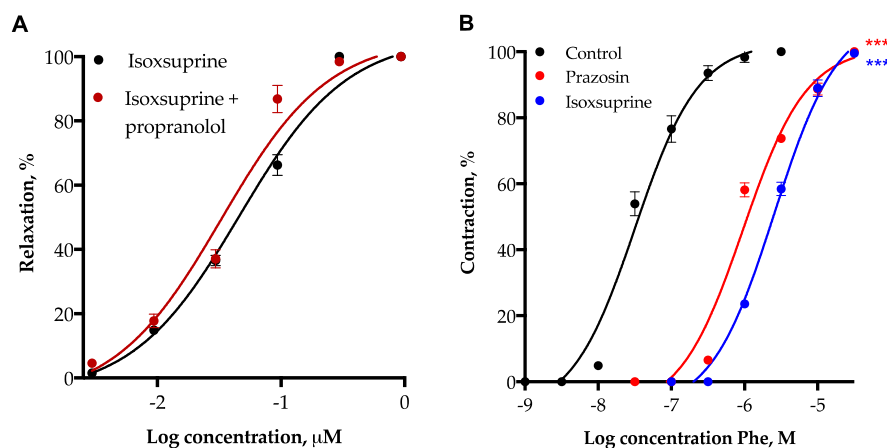 A
Isoxsuprine
Isoxsuprine +
propranolol
Relaxation, %
100
80
60
40
20
0
-2
-1
0
Log concentration, μM
B
Control
Prazosin
Isoxsuprine
***
***
Contraction, %
100
80
60
40
20
0
-9
-8
-7
-6
-5
Log concentration Phe, M